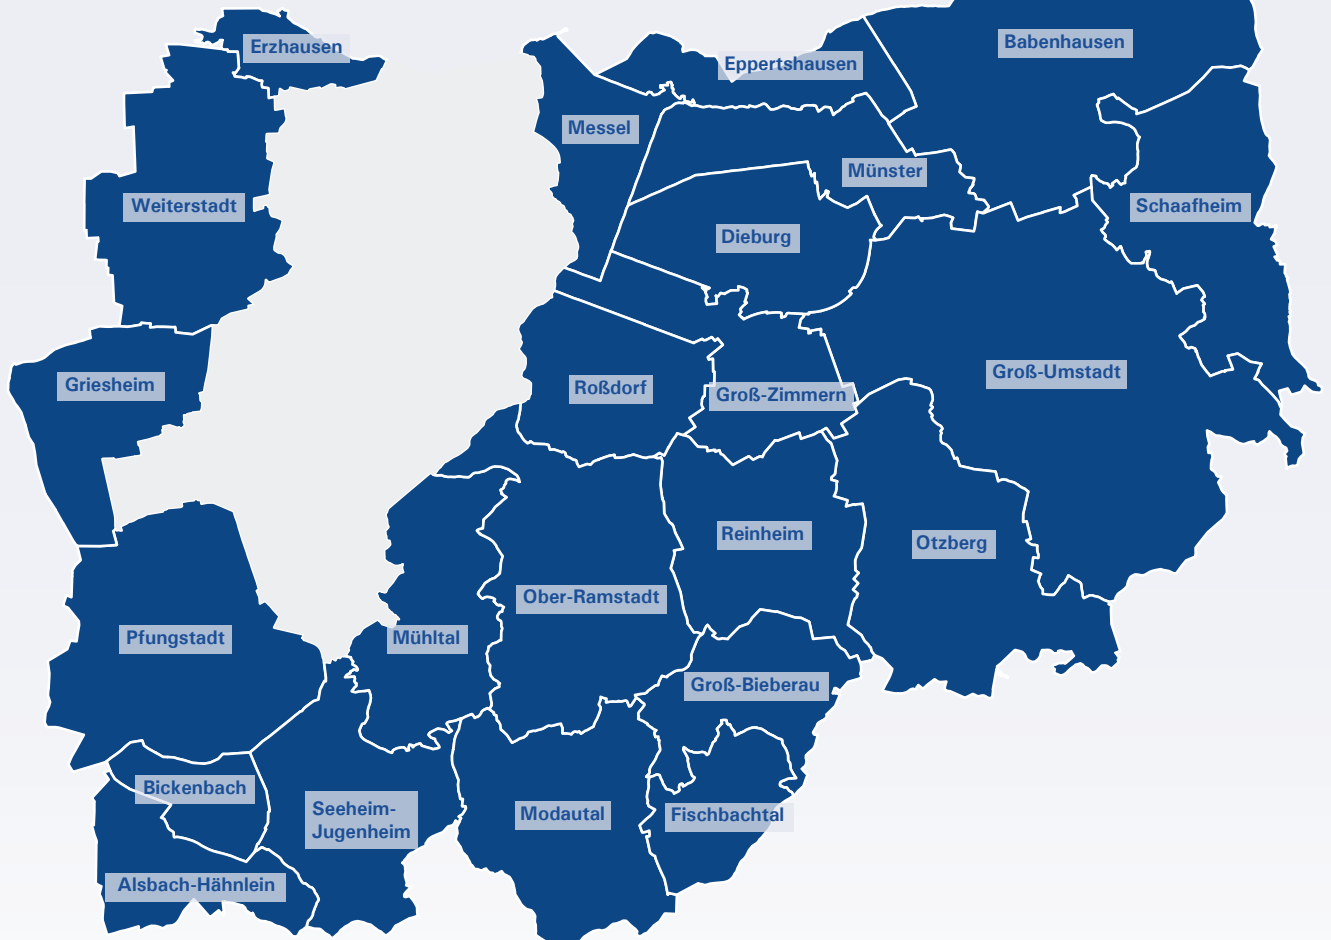 Erzhausen
Babenhausen
Eppertshausen
Messel
Münster
Weiterstadt
Schaafheim
Dieburg
Groß-Umstadt
Griesheim
Roßdorf
Groß-Zimmern
Reinheim
Otzberg
Ober-Ramstadt
Pfungstadt
Mühltal
Groß-Bieberau
Bickenbach
Seeheim-
Jugenheim
Modautal
Fischbachtal
Alsbach-Hähnlein